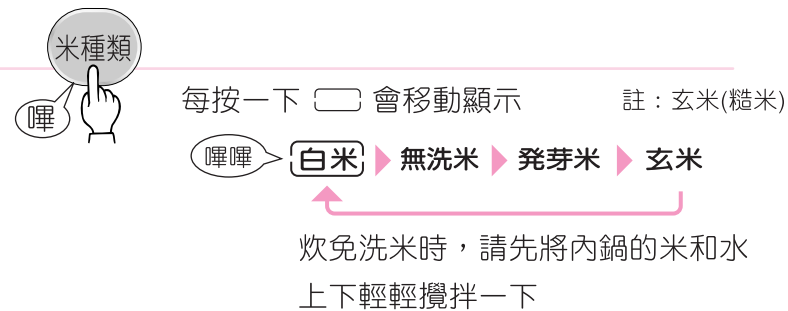 米種類
嗶
每按一下 會移動顯示
註：玄米(糙米)
嗶嗶
白米 無洗米 発芽米 玄米
炊免洗米時，請先將內鍋的米和水
上下輕輕攪拌一下